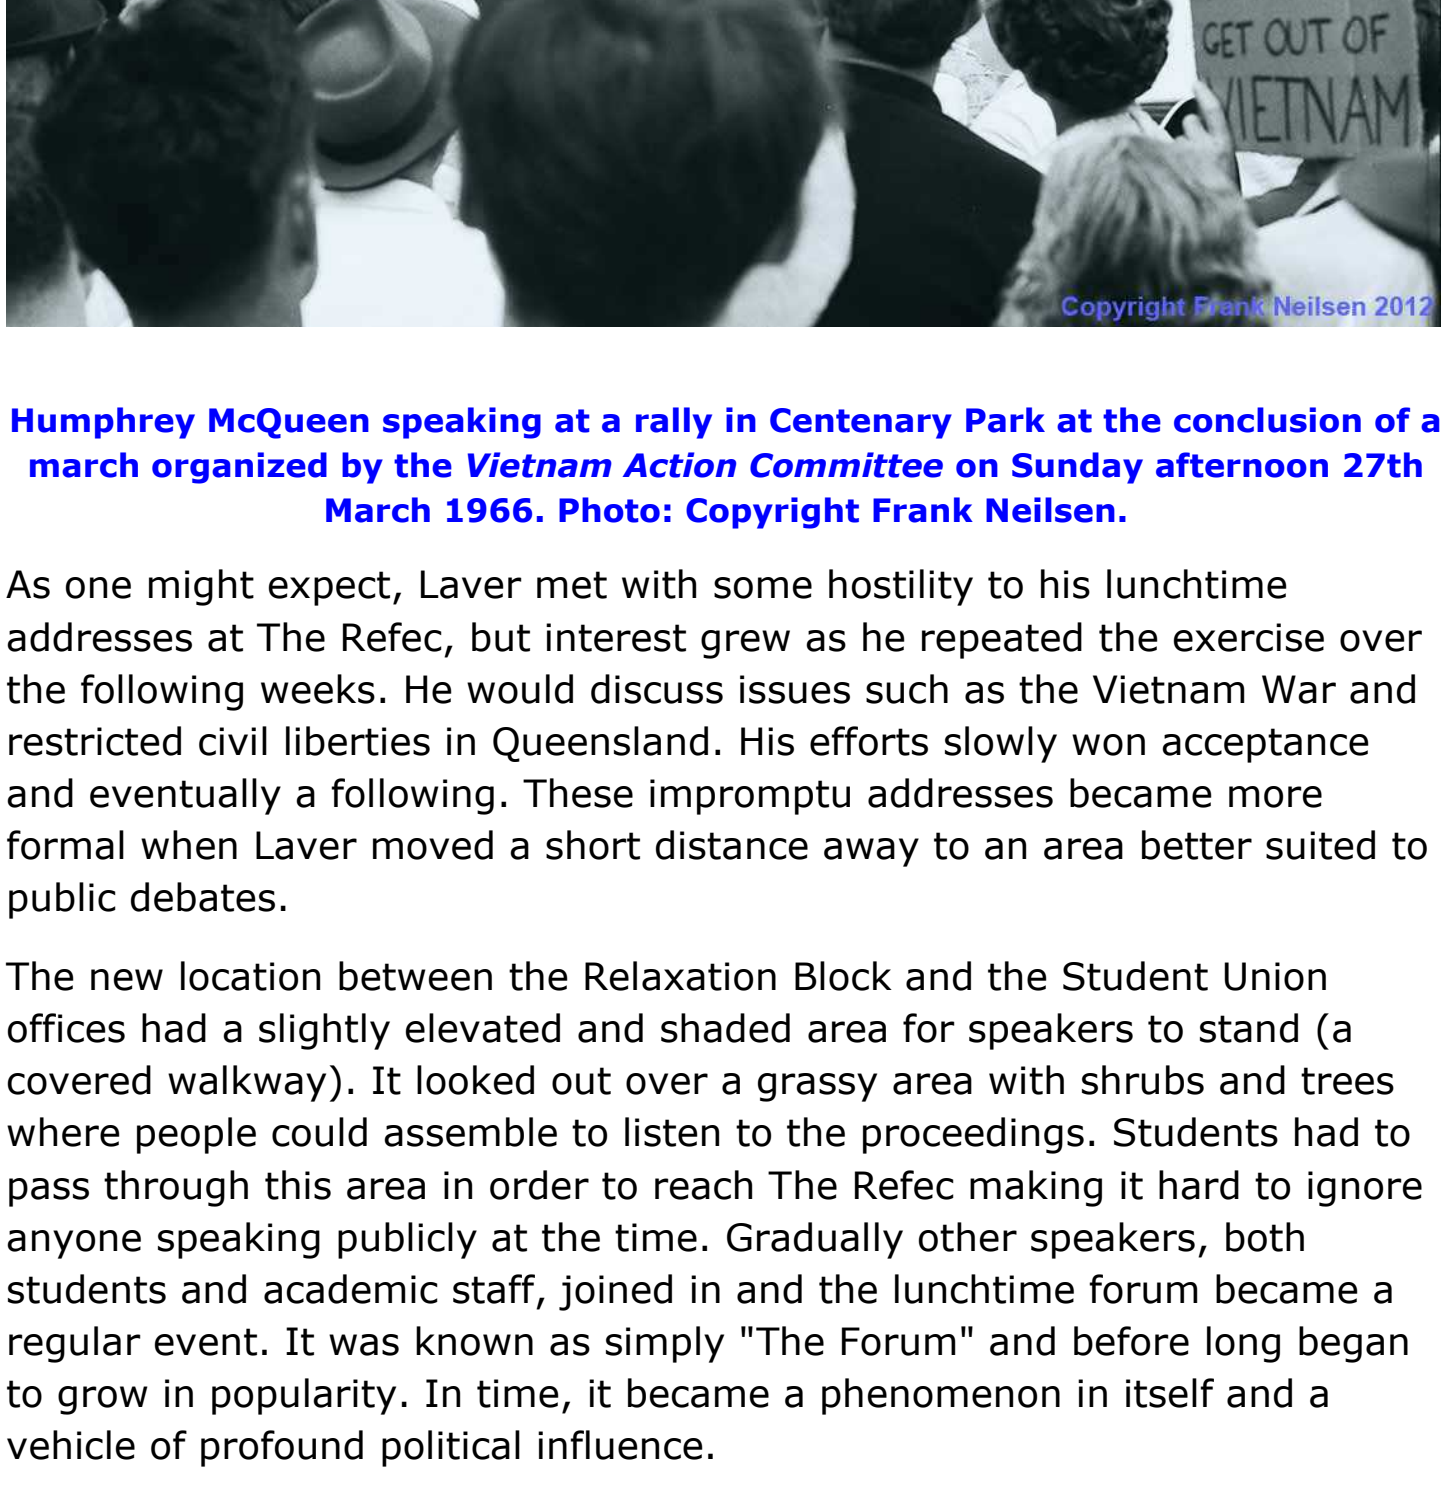 GET OUT OF
VIETNAM
Copyright Frank Neilsen 2012
Humphrey McQueen speaking at a rally in Centenary Park at the conclusion of a
march organized by the Vietnam Action Committee on Sunday afternoon 27th
March 1966. Photo: Copyright Frank Neilsen.
As one might expect, Laver met with some hostility to his lunchtime
addresses at The Refec, but interest grew as he repeated the exercise over
the following weeks. He would discuss issues such as the Vietnam War and
restricted civil liberties in Queensland. His efforts slowly won acceptance
and eventually a following. These impromptu addresses became more
formal when Laver moved a short distance away to an area better suited to
public debates.
The new location between the Relaxation Block and the Student Union
offices had a slightly elevated and shaded area for speakers to stand (a
covered walkway). It looked out over a grassy area with shrubs and trees
where people could assemble to listen to the proceedings. Students had to
pass through this area in order to reach The Refec making it hard to ignore
anyone speaking publicly at the time. Gradually other speakers, both
students and academic staff, joined in and the lunchtime forum became a
regular event. It was known as simply "The Forum" and before long began
to grow in popularity. In time, it became a phenomenon in itself and a
vehicle of profound political influence.